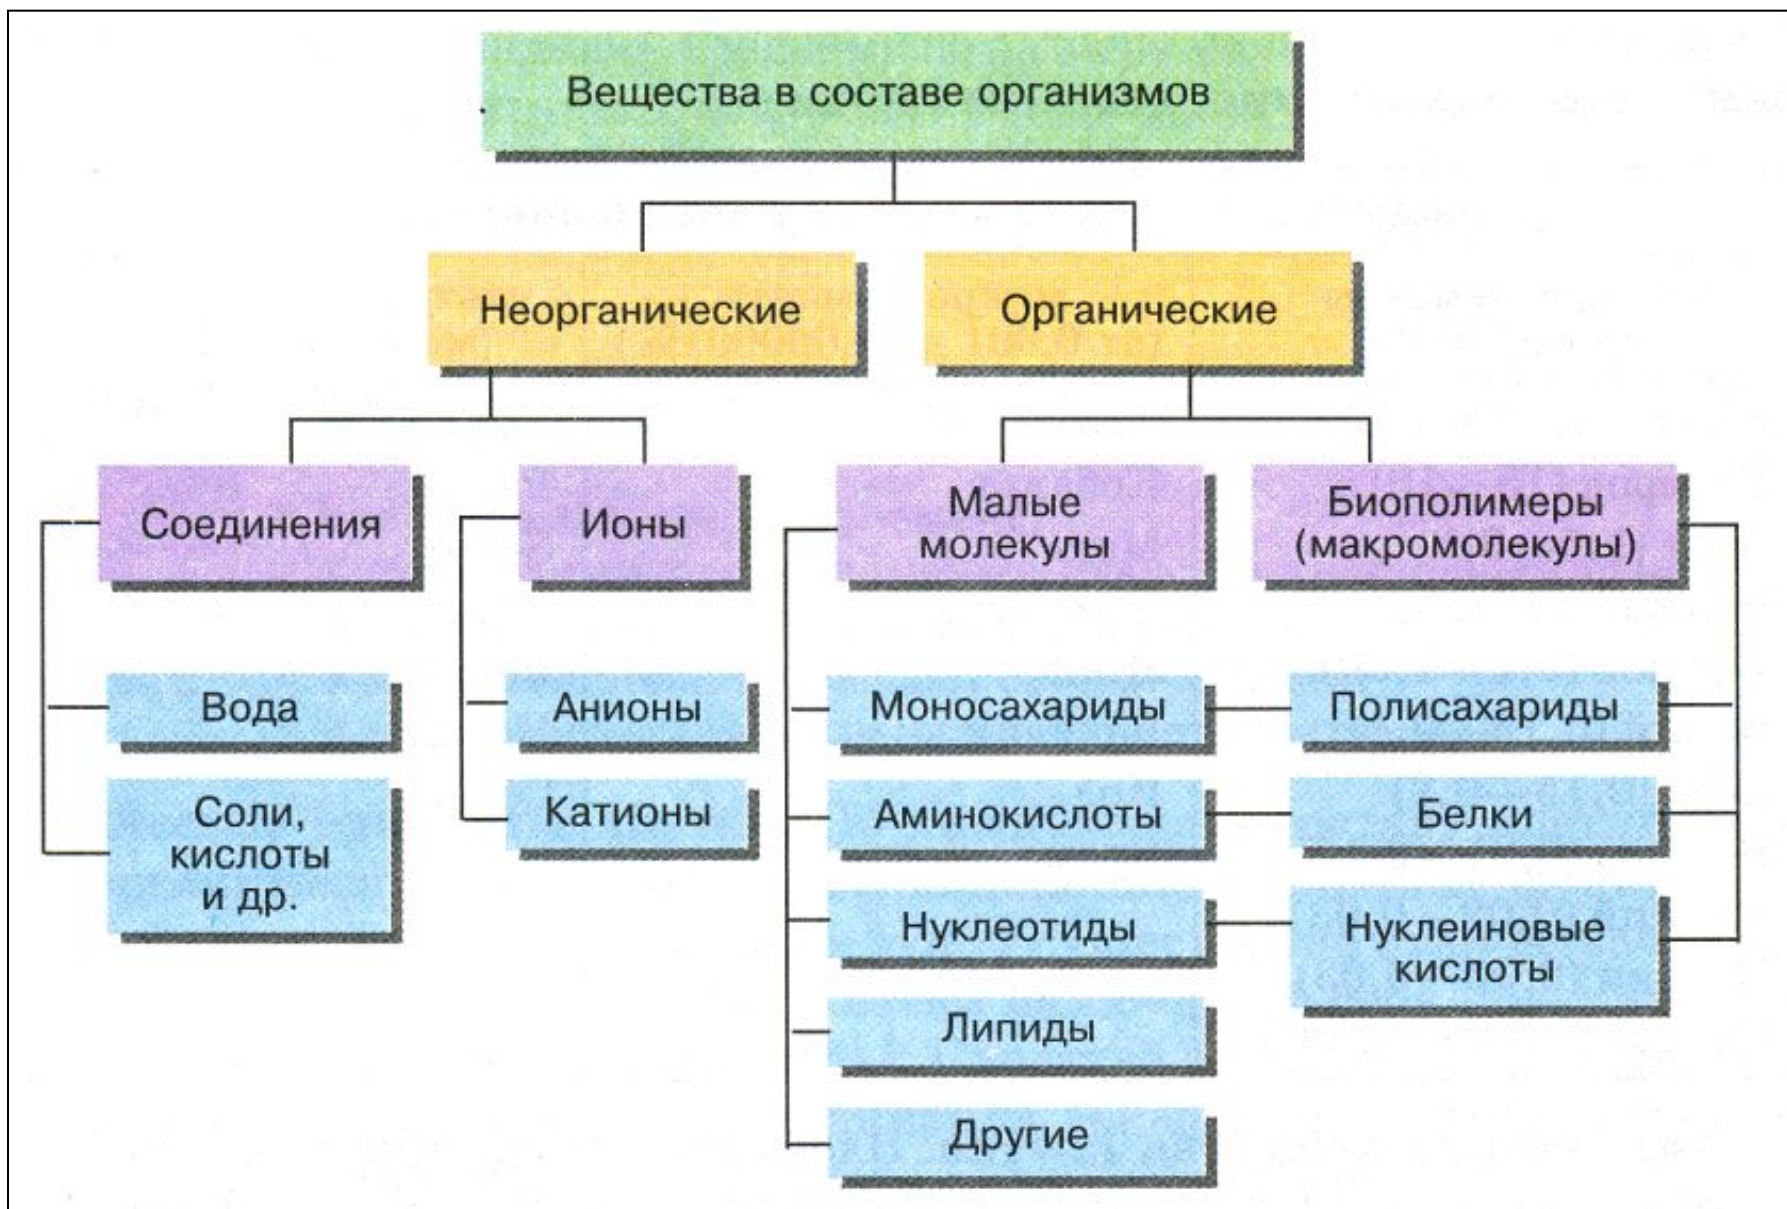 Вещества в составе организмов
Неорганические
Органические
Соединения
Ионы
Малые
молекулы
Биополимеры
(макромолекулы)
Вода
Анионы
Моносахариды
Полисахариды
Соли,
кислоты
и др.
Катионы
Аминокислоты
Белки
Нуклеотиды
Нуклеиновые
кислоты
Липиды
Другие